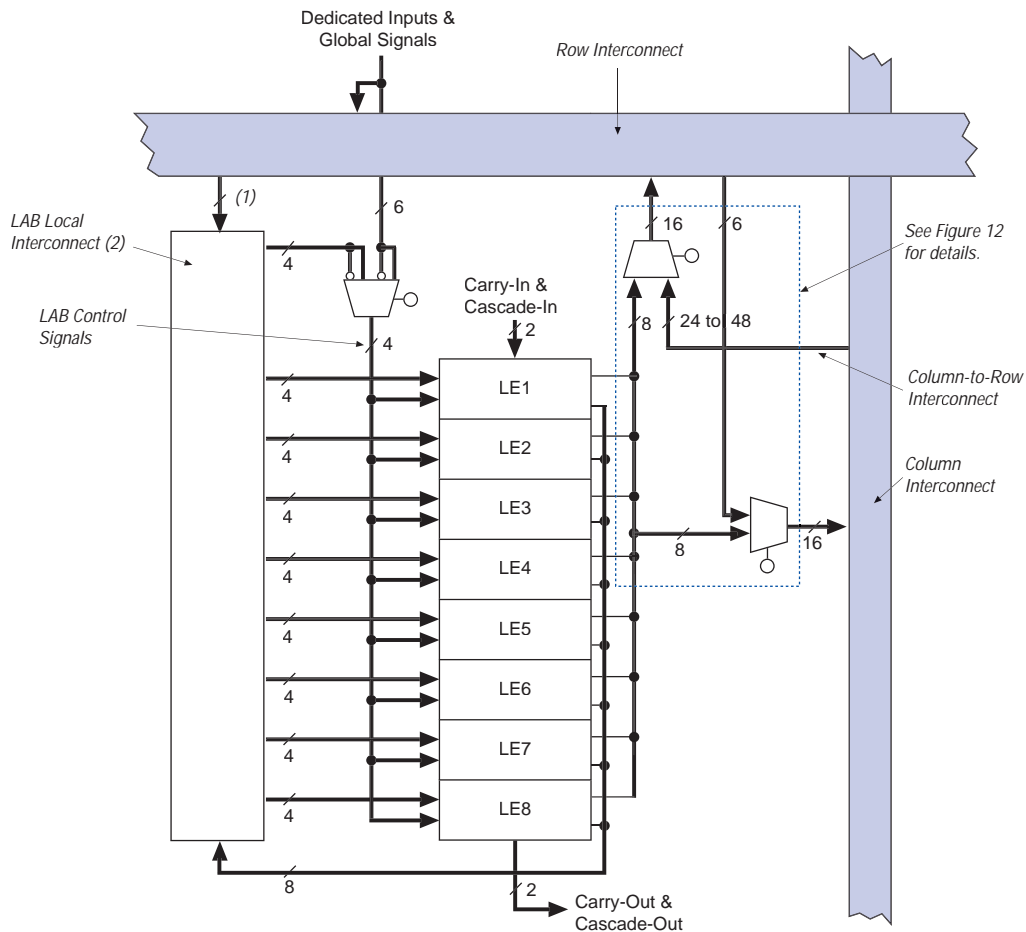 Dedicated Inputs &
Global Signals
Row Interconnect
(1)
6
16
6
LAB Local
Interconnect (2)
4
See Figure 12
for details.
Carry-In &
Cascade-In
2
8
24 to 48
LAB Control
Signals
4
Column-to-Row
Interconnect
4
LE1
4
LE2
Column
Interconnect
4
LE3
8
16
4
LE4
4
LE5
4
LE6
4
LE7
4
LE8
8
2
Carry-Out &
Cascade-Out